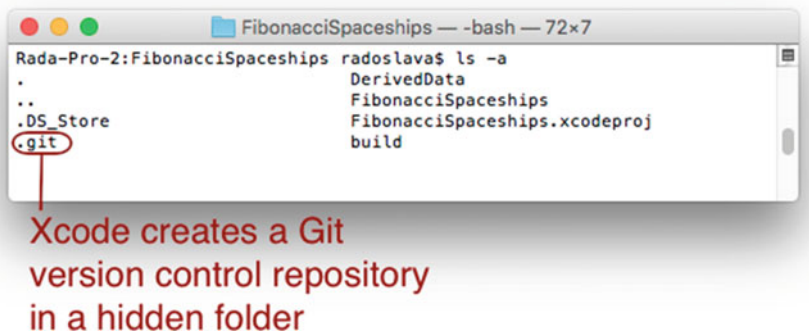 FibonacciSpaceships — -bash — 72×7
Rada-Pro-2:FibonacciSpaceships radoslava$ ls -a
. DerivedData
.. FibonacciSpaceships
.DS_Store FibonacciSpaceships.xcodeproj
.git build
Xcode creates a Git
version control repository
in a hidden folder